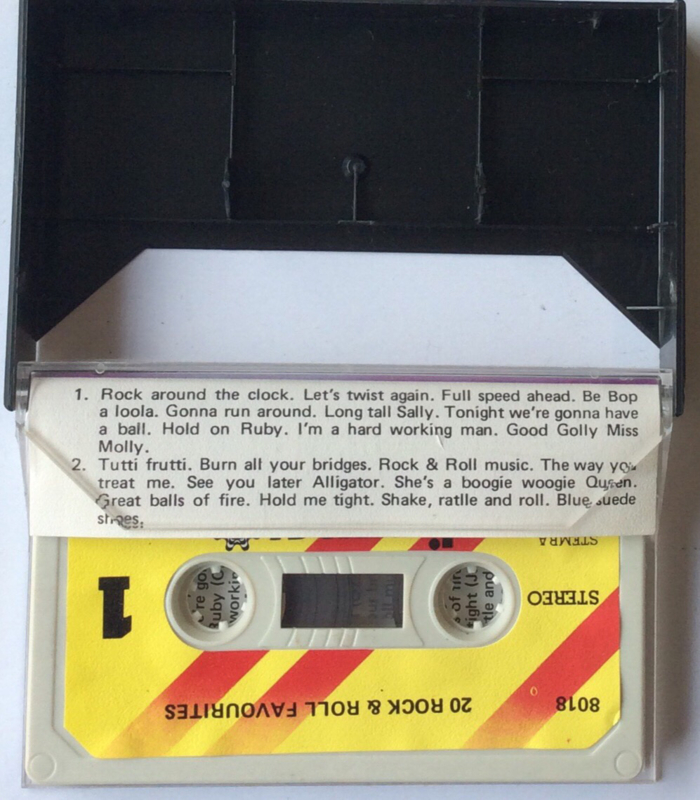 1. Rock around the clock. Let's twist again. Full speed ahead. Be Bop
a loola. Gonna run around. Long tall Sally. Tonight we're gonna have
a ball. Hold on Ruby. I'm a hard working man. Good Golly Miss
Molly.
2. Tutti frutti. Burn all your bridges. Rock & Roll music. The way you
treat me. See you later Alligator. She's a boogie woogie Queen.
Great balls of fire. Hold me tight. Shake, ratlle and roll. Blue suede
shoes.
STEMRA
1
STEREO
20 ROCK & ROLL FAVOURITES
8018